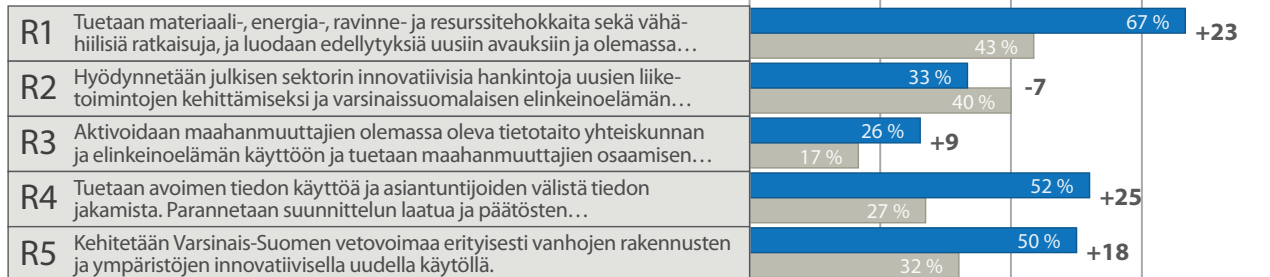 R1 Tuetaan materiaali-, energia-, ravinne- ja resurssitehokkaita sekä vähä-
hiilisiä ratkaisuja, ja luodaan edellytyksiä uusiin avauksiin ja olemassa…
67 % +23
43 %
R2 Hyödynnetään julkisen sektorin innovatiivisia hankintoja uusien liike-
toimintojen kehittämiseksi ja varsinaissuomalaisen elinkeinoelämän…
33 % -7
40 %
R3 Aktivoidaan maahanmuuttajien olemassa oleva tietotaito yhteiskunnan
ja elinkeinoelämän käyttöön ja tuetaan maahanmuuttajien osaamisen…
26 % +9
17 %
R4 Tuetaan avoimen tiedon käyttöä ja asiantuntijoiden välistä tiedon
jakamista. Parannetaan suunnittelun laatua ja päätösten…
52 % +25
27 %
R5 Kehitetään Varsinais-Suomen vetovoimaa erityisesti vanhojen rakennusten
ja ympäristöjen innovatiivisella uudella käytöllä.
50 % +18
32 %